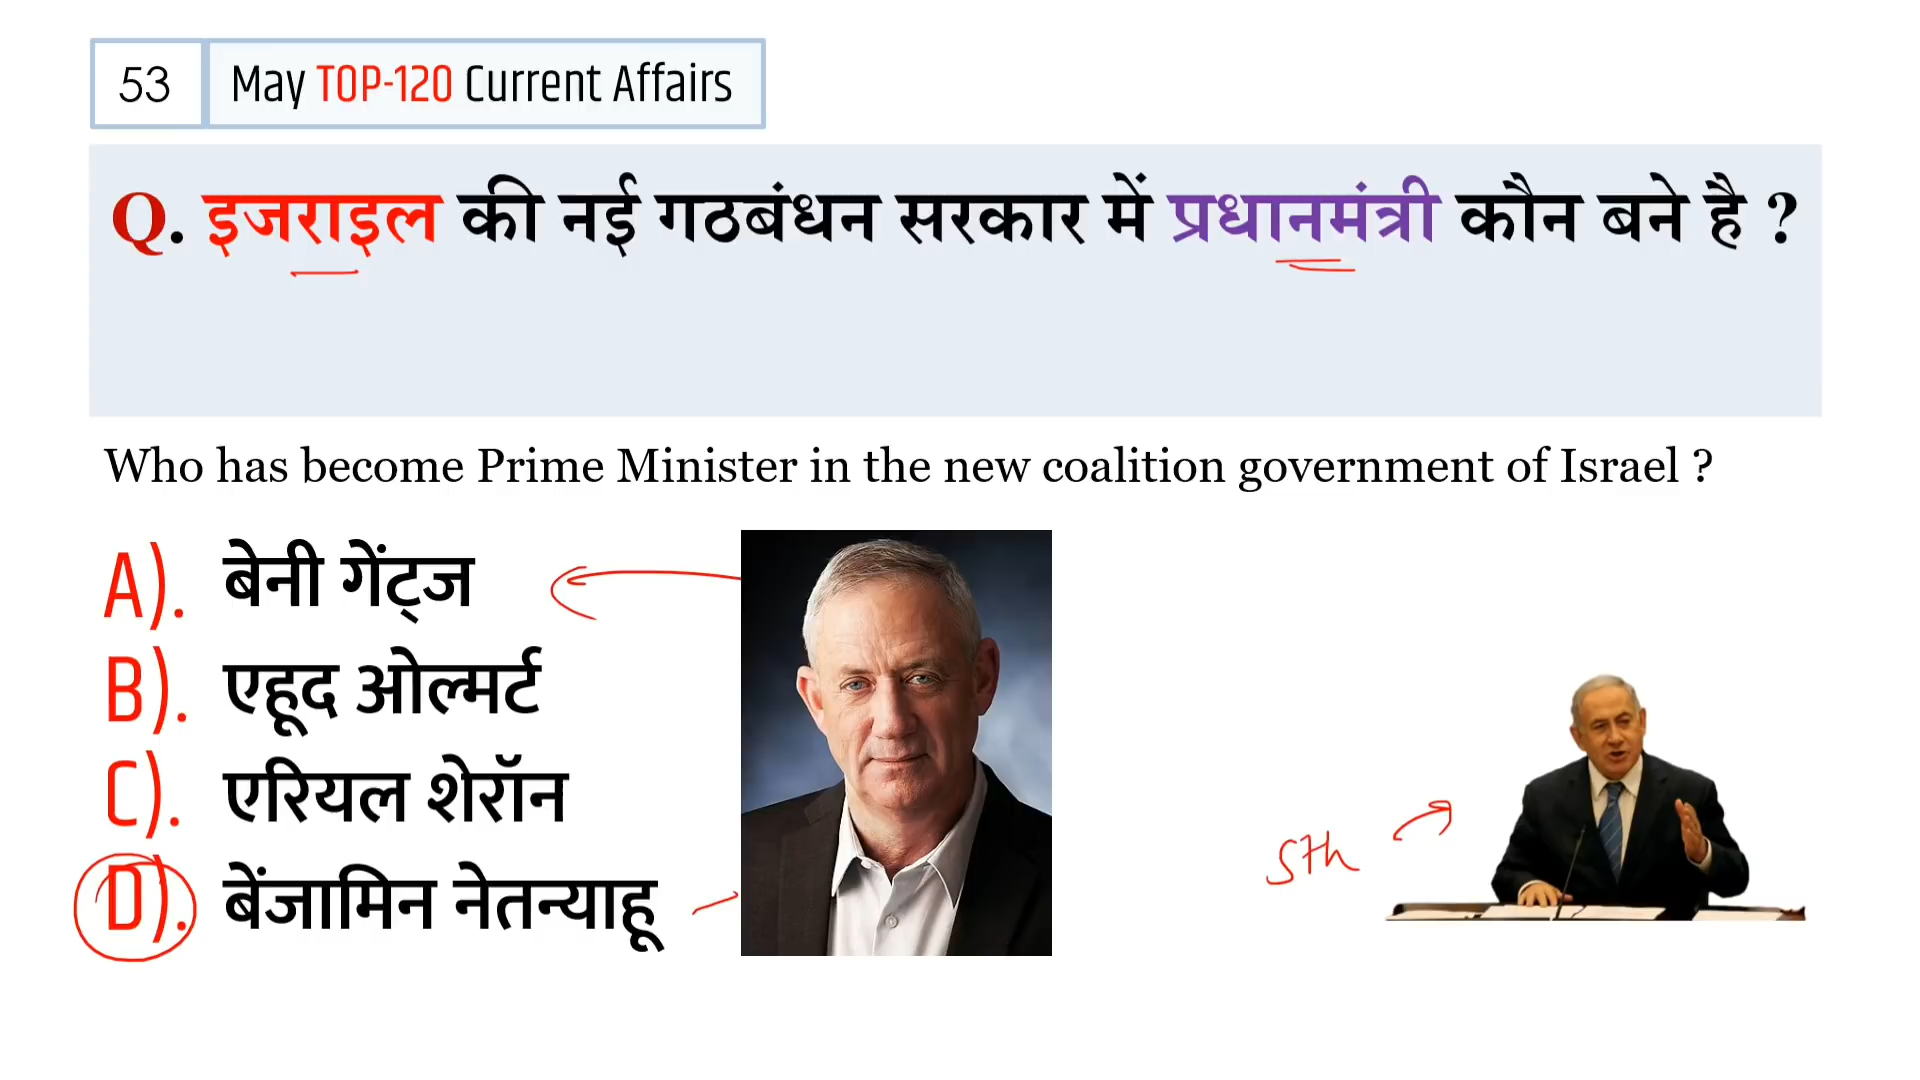 53 May TOP-120 Current Affairs
Q. इजराइल की नई गठबंधन सरकार में प्रधानमंत्री कौन बने है ?
Who has become Prime Minister in the new coalition government of Israel ?
A). बेनी गेंट्ज
B). एहूद ओल्मर्ट
C). एरियल शेरॉन
D). बेंजामिन नेतन्याहू
5th